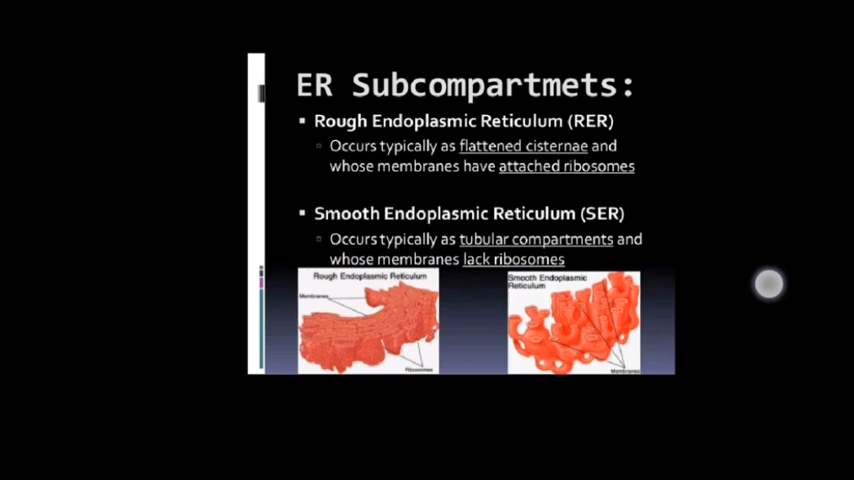 ER Subcompartmets:
▪ Rough Endoplasmic Reticulum (RER)
▫ Occurs typically as flattened cisternae and
whose membranes have attached ribosomes
▪ Smooth Endoplasmic Reticulum (SER)
▫ Occurs typically as tubular compartments and
whose membranes lack ribosomes
Rough Endoplasmic Reticulum
Membranes
Ribosomes
Smooth Endoplasmic
Reticulum
Membranes